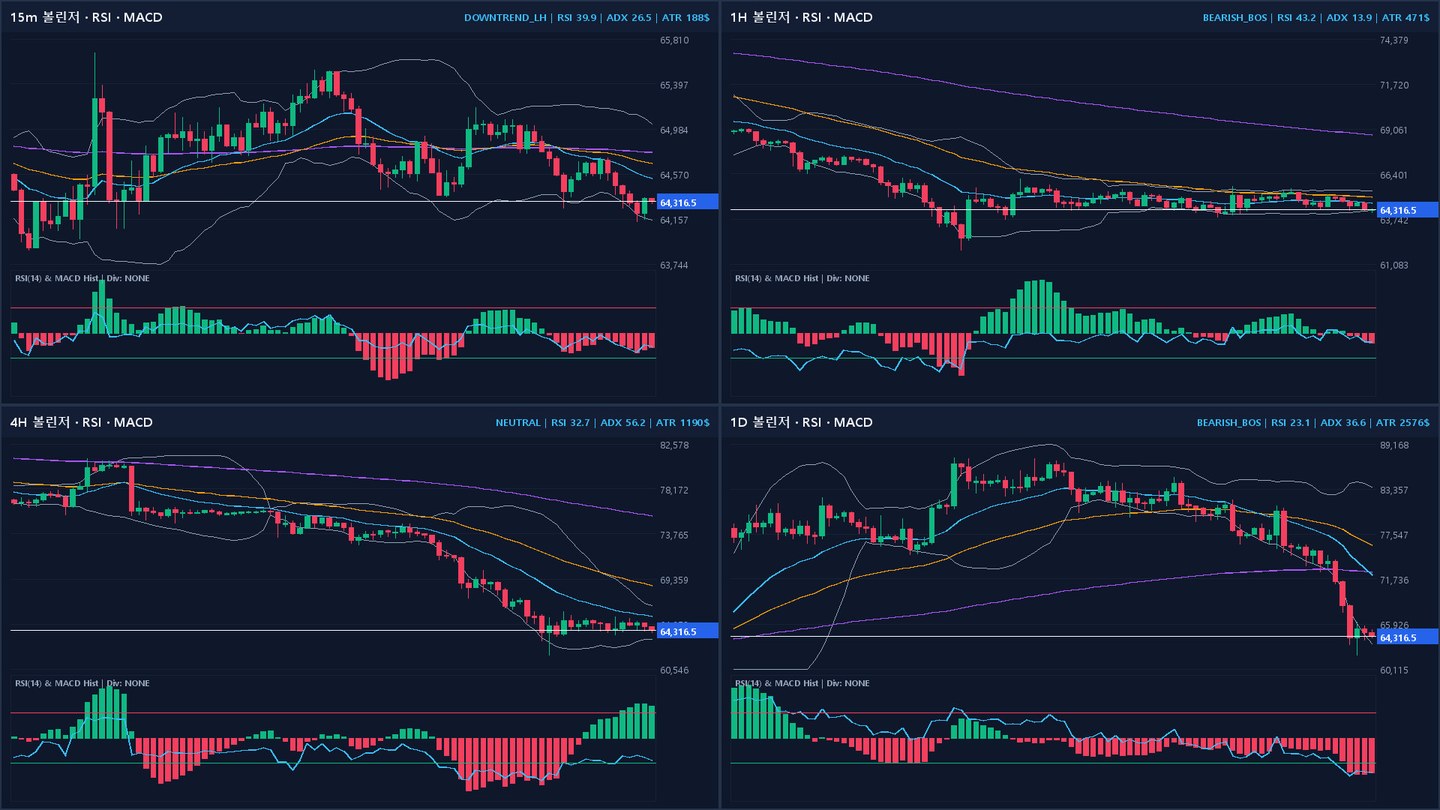 15m 볼린저 · RSI · MACD
DOWNTREND_LH | RSI 39.9 | ADX 26.5 | ATR 188$
65,810
65,397
64,984
64,570
64,316.5
64,157
63,744
RSI(14) & MACD Hist | Div: NONE
1H 볼린저 · RSI · MACD
BEARISH_BOS | RSI 43.2 | ADX 13.9 | ATR 471$
74,379
71,720
69,061
66,401
64,316.5
63,742
61,083
RSI(14) & MACD Hist | Div: NONE
4H 볼린저 · RSI · MACD
NEUTRAL | RSI 32.7 | ADX 56.2 | ATR 1190$
82,578
78,172
73,765
69,359
64,316.5
60,546
RSI(14) & MACD Hist | Div: NONE
1D 볼린저 · RSI · MACD
BEARISH_BOS | RSI 23.1 | ADX 36.6 | ATR 2576$
89,168
83,357
77,547
71,736
65,926
64,316.5
60,115
RSI(14) & MACD Hist | Div: NONE